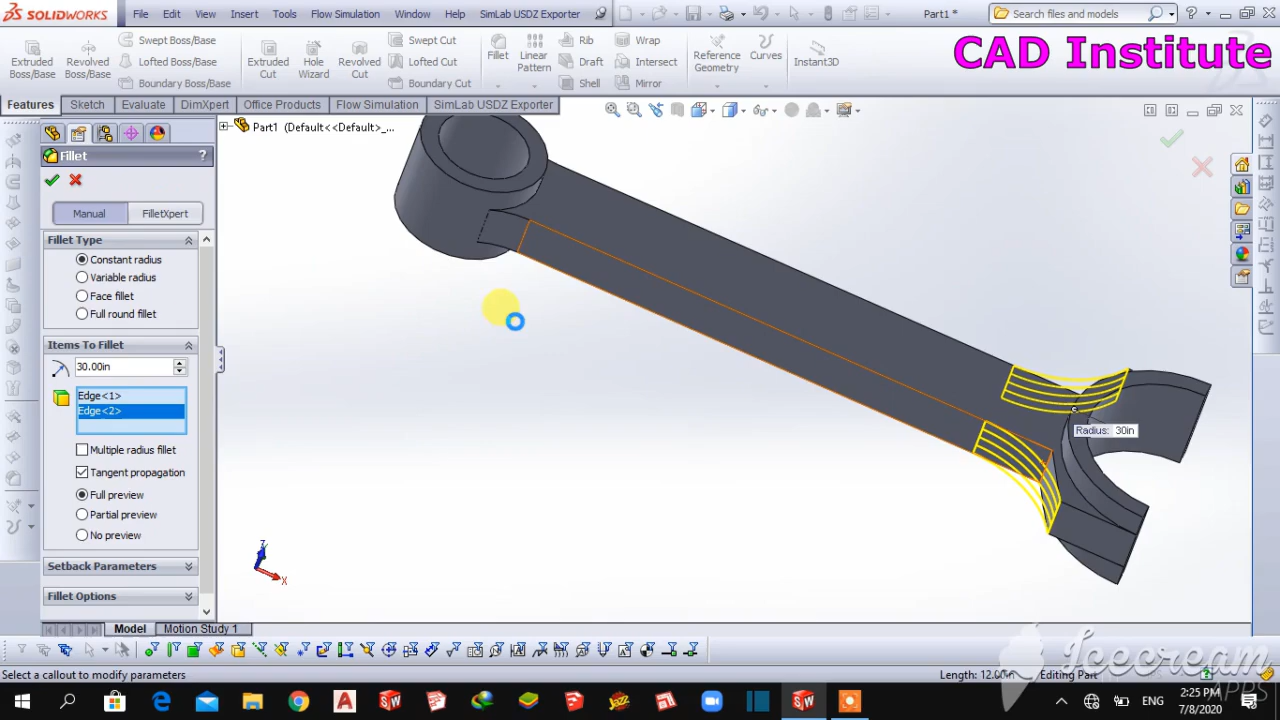 SOLIDWORKS File Edit View Insert Tools Flow Simulation Window Help SimLab USDZ Exporter Part1 * Search files and models
CAD Institute
Extruded Boss/Base
Revolved Boss/Base
Swept Boss/Base
Lofted Boss/Base
Boundary Boss/Base
Extruded Cut
Hole Wizard
Revolved Cut
Swept Cut
Lofted Cut
Boundary Cut
Fillet
Linear Pattern
Rib
Draft
Shell
Wrap
Intersect
Mirror
Reference Geometry
Curves
Instant3D
Features Sketch Evaluate DimXpert Office Products Flow Simulation SimLab USDZ Exporter
Part1 (Default<<Default>_...
Fillet ?
Manual FilletXpert
Fillet Type
Constant radius
Variable radius
Face fillet
Full round fillet
Items To Fillet
30.00in
Edge<1>
Edge<2>
Multiple radius fillet
Tangent propagation
Full preview
Partial preview
No preview
Setback Parameters
Fillet Options
Radius: 30in
Z
X
Model Motion Study 1
Select a callout to modify parameters Length: 12.00in Editing Part
Icecream
APPS
ENG
2:25 PM
7/8/2020